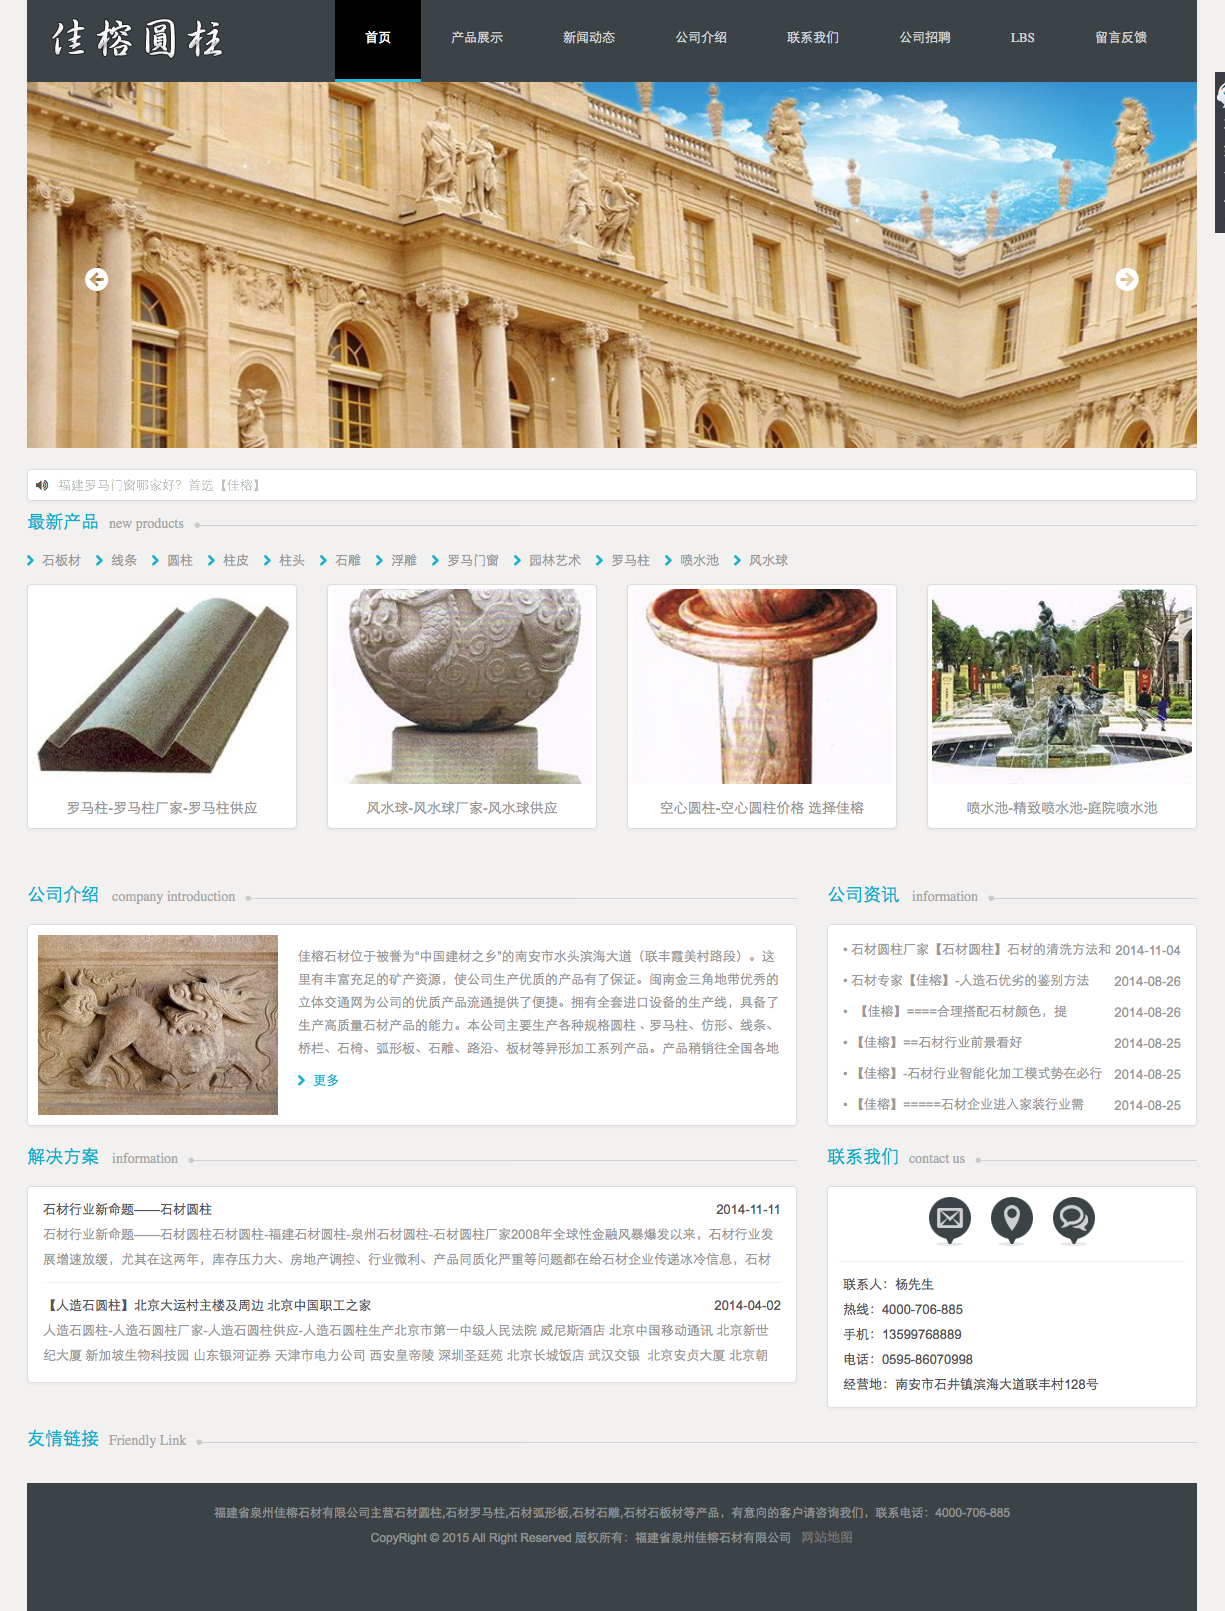 佳榕圓柱
首页 产品展示 新闻动态 公司介绍 联系我们 公司招聘 LBS 留言反馈
福建罗马门窗哪家好？首选【佳榕】
最新产品 new products
石板材 线条 圆柱 柱皮 柱头 石雕 浮雕 罗马门窗 园林艺术 罗马柱 喷水池 风水球
罗马柱-罗马柱厂家-罗马柱供应
风水球-风水球厂家-风水球供应
空心圆柱-空心圆柱价格 选择佳榕
喷水池-精致喷水池-庭院喷水池
公司介绍 company introduction
佳榕石材位于被誉为“中国建材之乡”的南安市水头滨海大道（联丰霞美村路段）。这
里有丰富充足的矿产资源，使公司生产优质的产品有了保证。闽南金三角地带优秀的
立体交通网为公司的优质产品流通提供了便捷。拥有全套进口设备的生产线，具备了
生产高质量石材产品的能力。本公司主要生产各种规格圆柱、罗马柱、仿形、线条、
桥栏、石椅、弧形板、石雕、路沿、板材等异形加工系列产品。产品稍销往全国各地
更多
公司资讯 information
• 石材圆柱厂家【石材圆柱】石材的清洗方法和 2014-11-04
• 石材专家【佳榕】-人造石优劣的鉴别方法 2014-08-26
• 【佳榕】====合理搭配石材颜色，提 2014-08-26
• 【佳榕】==石材行业前景看好 2014-08-25
• 【佳榕】-石材行业智能化加工模式势在必行 2014-08-25
• 【佳榕】=====石材企业进入家装行业需 2014-08-25
解决方案 information
石材行业新命题——石材圆柱 2014-11-11
石材行业新命题——石材圆柱石材圆柱-福建石材圆柱-泉州石材圆柱-石材圆柱厂家2008年全球性金融风暴爆发以来，石材行业发
展增速放缓，尤其在这两年，库存压力大、房地产调控、行业微利、产品同质化严重等问题都在给石材企业传递冰冷信息，石材
【人造石圆柱】北京大运村主楼及周边 北京中国职工之家 2014-04-02
人造石圆柱-人造石圆柱厂家-人造石圆柱供应-人造石圆柱生产北京市第一中级人民法院 威尼斯酒店 北京中国移动通讯 北京新世
纪大厦 新加坡生物科技园 山东银河证券 天津市电力公司 西安皇帝陵 深圳圣廷苑 北京长城饭店 武汉交银 北京安贞大厦 北京朝
联系我们 contact us
联系人：杨先生
热线：4000-706-885
手机：13599768889
电话：0595-86070998
经营地：南安市石井镇滨海大道联丰村128号
友情链接 Friendly Link
福建省泉州佳榕石材有限公司主营石材圆柱,石材罗马柱,石材弧形板,石材石雕,石材石板材等产品，有意向的客户请咨询我们，联系电话：4000-706-885
CopyRight © 2015 All Right Reserved 版权所有：福建省泉州佳榕石材有限公司 网站地图